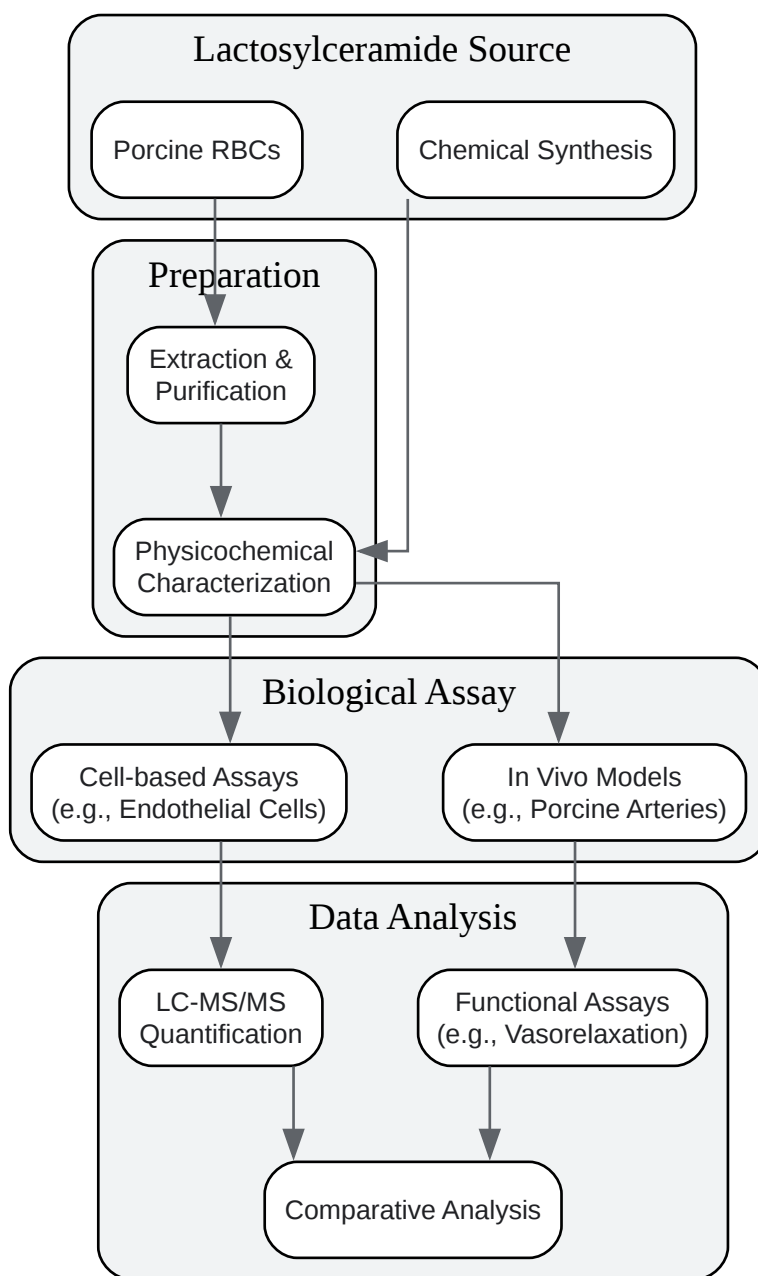 Lactosylceramide Source
Porcine RBCs
Chemical Synthesis
Preparation
Extraction &
Purification
Physicochemical
Characterization
Biological Assay
Cell-based Assays
(e.g., Endothelial Cells)
In Vivo Models
(e.g., Porcine Arteries)
Data Analysis
LC-MS/MS
Quantification
Functional Assays
(e.g., Vasorelaxation)
Comparative Analysis